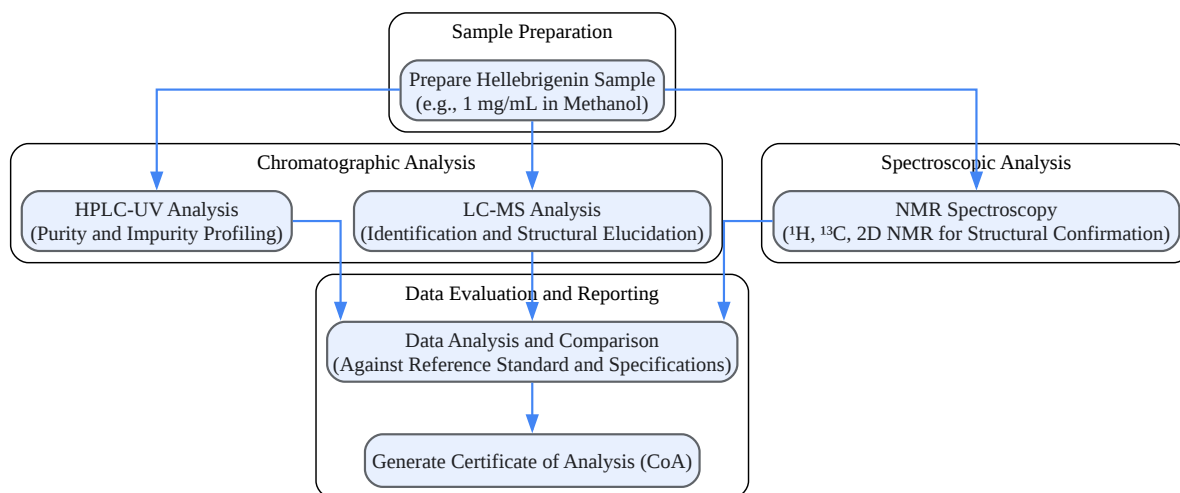 Sample Preparation
Prepare Hellebrigenin Sample
(e.g., 1 mg/mL in Methanol)
Chromatographic Analysis
HPLC-UV Analysis
(Purity and Impurity Profiling)
LC-MS Analysis
(Identification and Structural Elucidation)
Spectroscopic Analysis
NMR Spectroscopy
(¹H, ¹³C, 2D NMR for Structural Confirmation)
Data Evaluation and Reporting
Data Analysis and Comparison
(Against Reference Standard and Specifications)
Generate Certificate of Analysis (CoA)